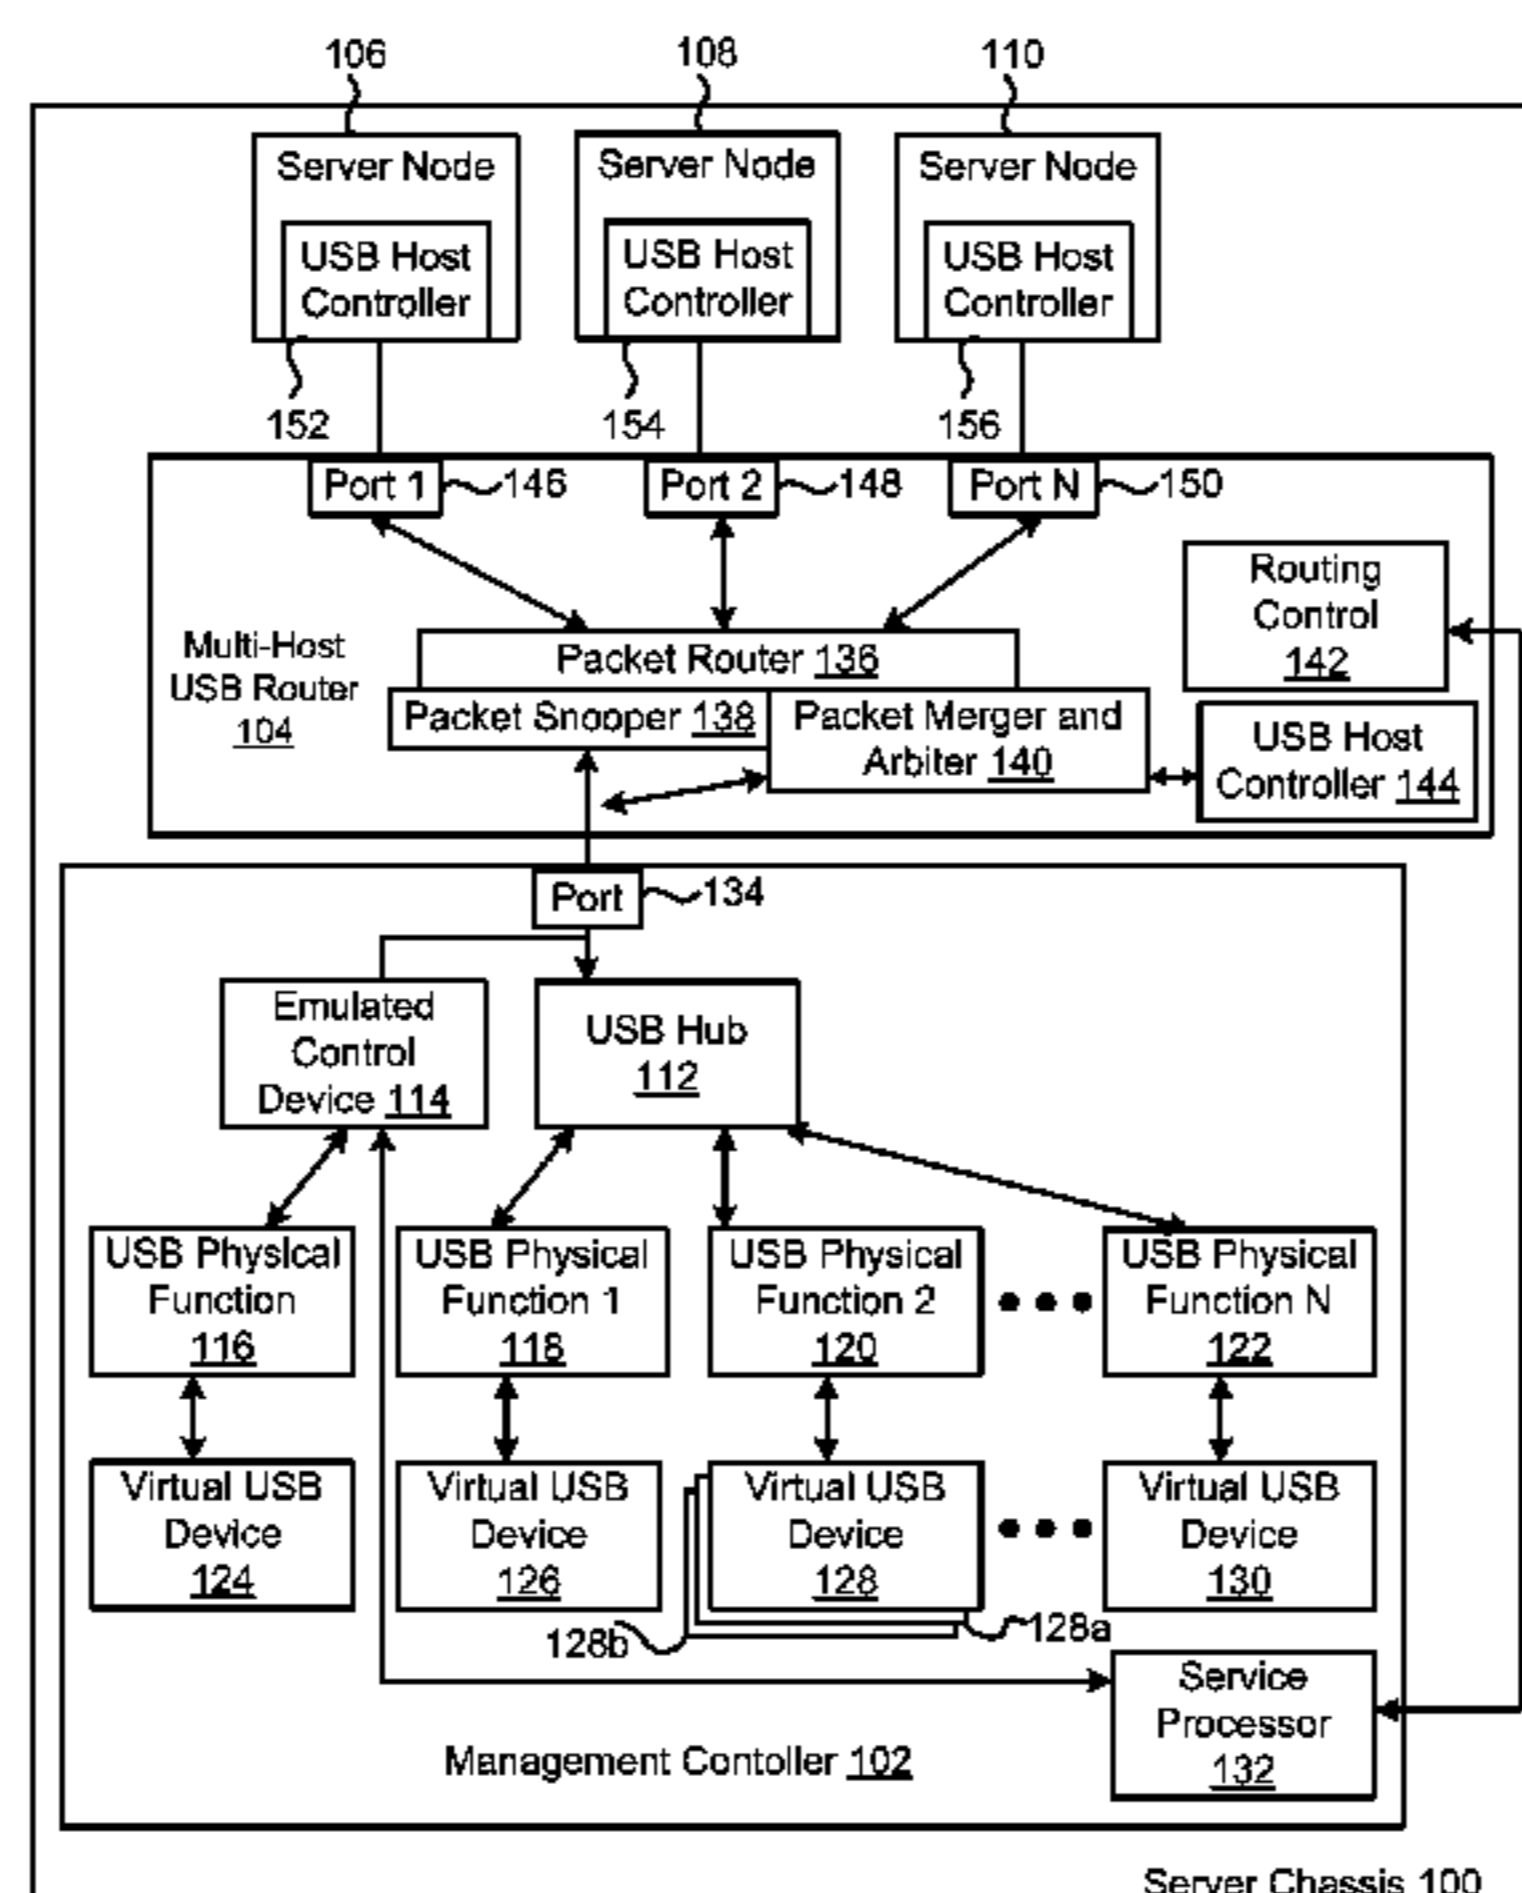 106
108
110
Server Node
Server Node
Server Node
USB Host
Controller
USB Host
Controller
USB Host
Controller
152
154
156
Port 1
146
Port 2
148
Port N
150
Routing
Control
142
Multi-Host
USB Router
104
Packet Router 136
Packet Snooper 138
Packet Merger and
Arbiter 140
USB Host
Controller 144
Port
134
Emulated
Control
Device 114
USB Hub
112
USB Physical
Function
116
USB Physical
Function 1
118
USB Physical
Function 2
120
USB Physical
Function N
122
Virtual USB
Device
124
Virtual USB
Device
126
Virtual USB
Device
128
Virtual USB
Device
130
128b
128a
Service
Processor
132
Management Contoller 102
Server Chassis 100